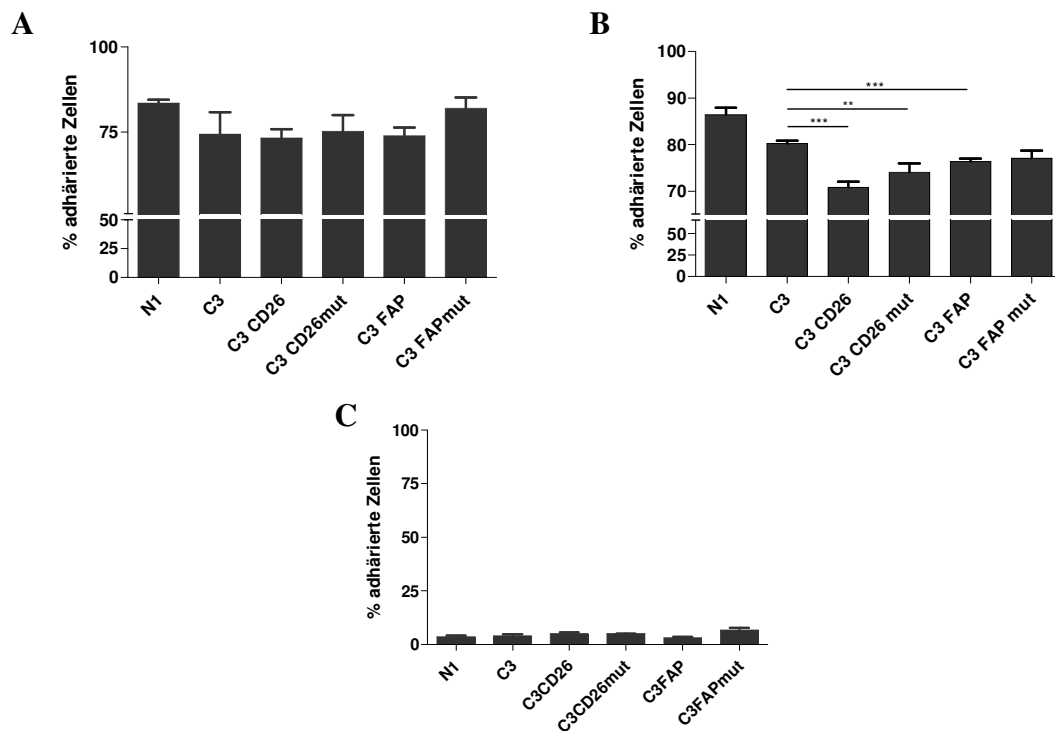 A
% adhärierte Zellen
100
75
50
25
0
N1
C3
C3 CD26
C3 CD26mut
C3 FAP
C3 FAPmut
B
% adhärierte Zellen
100
90
80
70
50
25
0
***
**
***
N1
C3
C3 CD26
C3 CD26 mut
C3 FAP
C3 FAP mut
C
% adhärierte Zellen
100
75
50
25
0
N1
C3
C3CD26
C3CD26mut
C3FAP
C3FAPmut